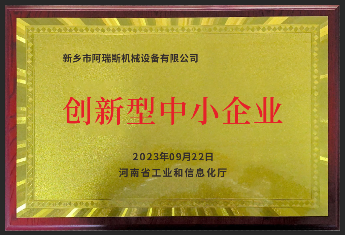 新乡市阿瑞斯机械设备有限公司
创新型中小企业
2023年09月22日
河南省工业和信息化厅